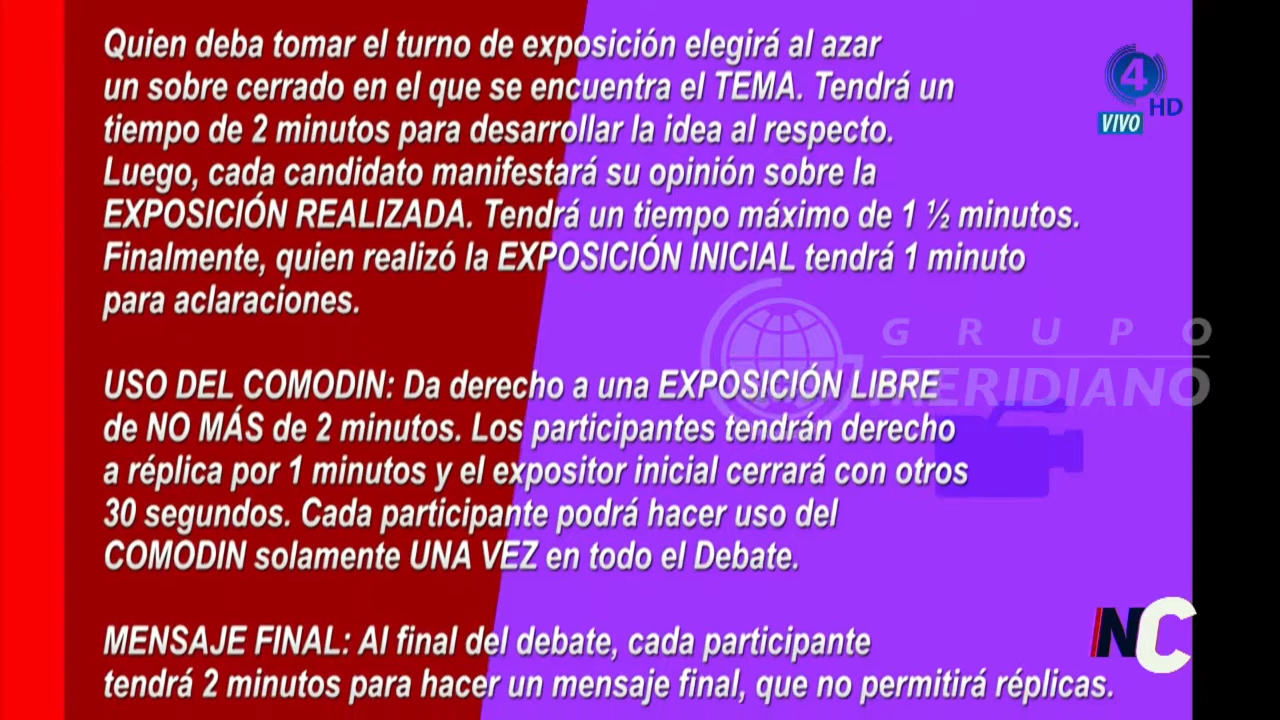 Quien deba tomar el turno de exposición elegirá al azar
un sobre cerrado en el que se encuentra el TEMA. Tendrá un
tiempo de 2 minutos para desarrollar la idea al respecto.
Luego, cada candidato manifestará su opinión sobre la
EXPOSICIÓN REALIZADA. Tendrá un tiempo máximo de 1 ½ minutos.
Finalmente, quien realizó la EXPOSICIÓN INICIAL tendrá 1 minuto
para aclaraciones.
USO DEL COMODIN: Da derecho a una EXPOSICIÓN LIBRE
de NO MÁS de 2 minutos. Los participantes tendrán derecho
a réplica por 1 minutos y el expositor inicial cerrará con otros
30 segundos. Cada participante podrá hacer uso del
COMODIN solamente UNA VEZ en todo el Debate.
MENSAJE FINAL: Al final del debate, cada participante
tendrá 2 minutos para hacer un mensaje final, que no permitirá réplicas.
4
HD
VIVO
GRUPO
MERIDIANO
NC